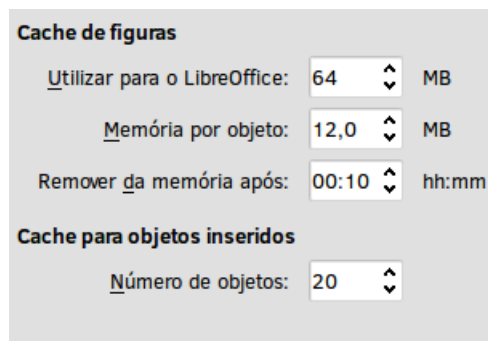 Cache de figuras
Utilizar para o LibreOffice: 64 MB
Memória por objeto: 12,0 MB
Remover da memória após: 00:10 hh:mm
Cache para objetos inseridos
Número de objetos: 20